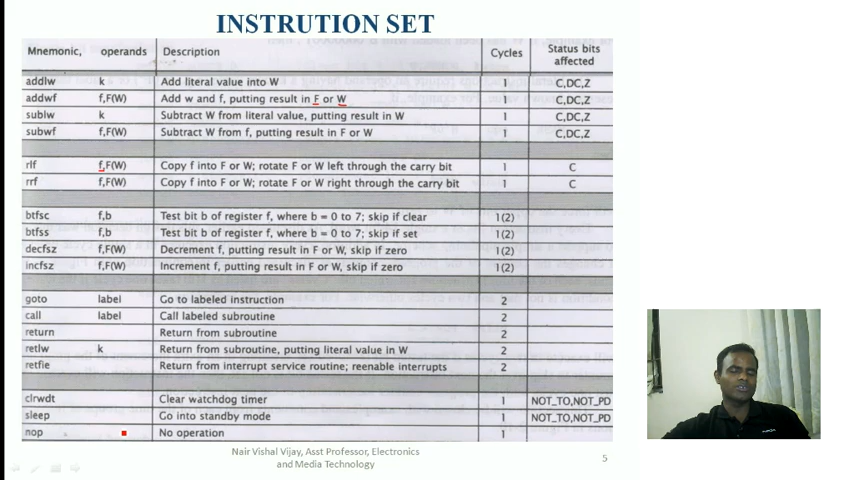 INSTRUTION SET
Mnemonic, operands Description Cycles Status bits affected
addlw k Add literal value into W 1 C,DC,Z
addwf f,F(W) Add w and f, putting result in F or W 1 C,DC,Z
sublw k Subtract W from literal value, putting result in W 1 C,DC,Z
subwf f,F(W) Subtract W from f, putting result in F or W 1 C,DC,Z
rlf f,F(W) Copy f into F or W; rotate F or W left through the carry bit 1 C
rrf f,F(W) Copy f into F or W; rotate F or W right through the carry bit 1 C
btfsc f,b Test bit b of register f, where b = 0 to 7; skip if clear 1(2)
btfss f,b Test bit b of register f, where b = 0 to 7; skip if set 1(2)
decfsz f,F(W) Decrement f, putting result in F or W, skip if zero 1(2)
incfsz f,F(W) Increment f, putting result in F or W, skip if zero 1(2)
goto label Go to labeled instruction 2
call label Call labeled subroutine 2
return Return from subroutine 2
retlw k Return from subroutine, putting literal value in W 2
retfie Return from interrupt service routine; reenable interrupts 2
clrwdt Clear watchdog timer 1 NOT_TO,NOT_PD
sleep Go into standby mode 1 NOT_TO,NOT_PD
nop No operation 1
Nair Vishal Vijay, Asst Professor, Electronics
and Media Technology
5